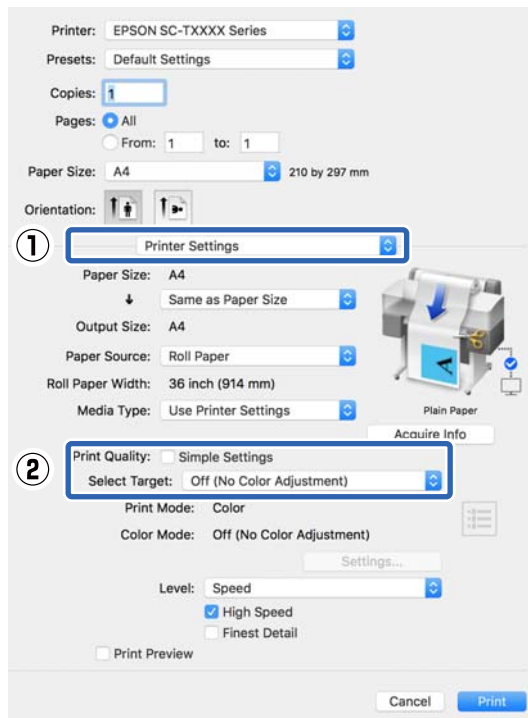 Printer: EPSON SC-TXXXX Series
Presets: Default Settings
Copies: 1
Pages: All
From: 1 to: 1
Paper Size: A4 210 by 297 mm
Orientation:
1 Printer Settings
Paper Size: A4
Same as Paper Size
Output Size: A4
Paper Source: Roll Paper
Roll Paper Width: 36 inch (914 mm)
Media Type: Use Printer Settings
A
Plain Paper
Acquire Info
2 Print Quality: Simple Settings
Select Target: Off (No Color Adjustment)
Print Mode: Color
Color Mode: Off (No Color Adjustment)
Settings...
Level: Speed
High Speed
Finest Detail
Print Preview
Cancel Print